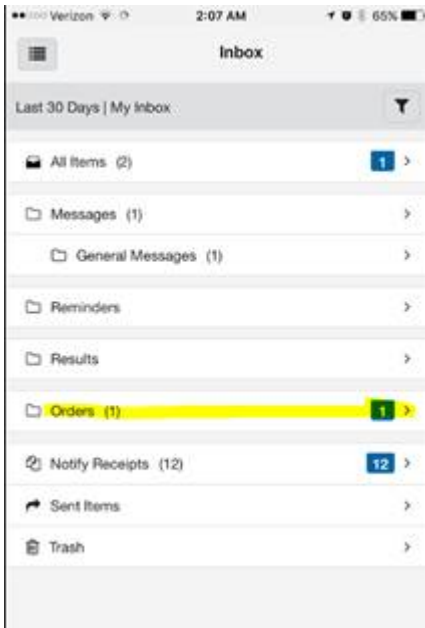 Verizon 2:07 AM 65%
Inbox
Last 30 Days | My Inbox
All Items (2) 1
Messages (1)
General Messages (1)
Reminders
Results
Orders (1) 1
Notify Receipts (12) 12
Sent Items
Trash